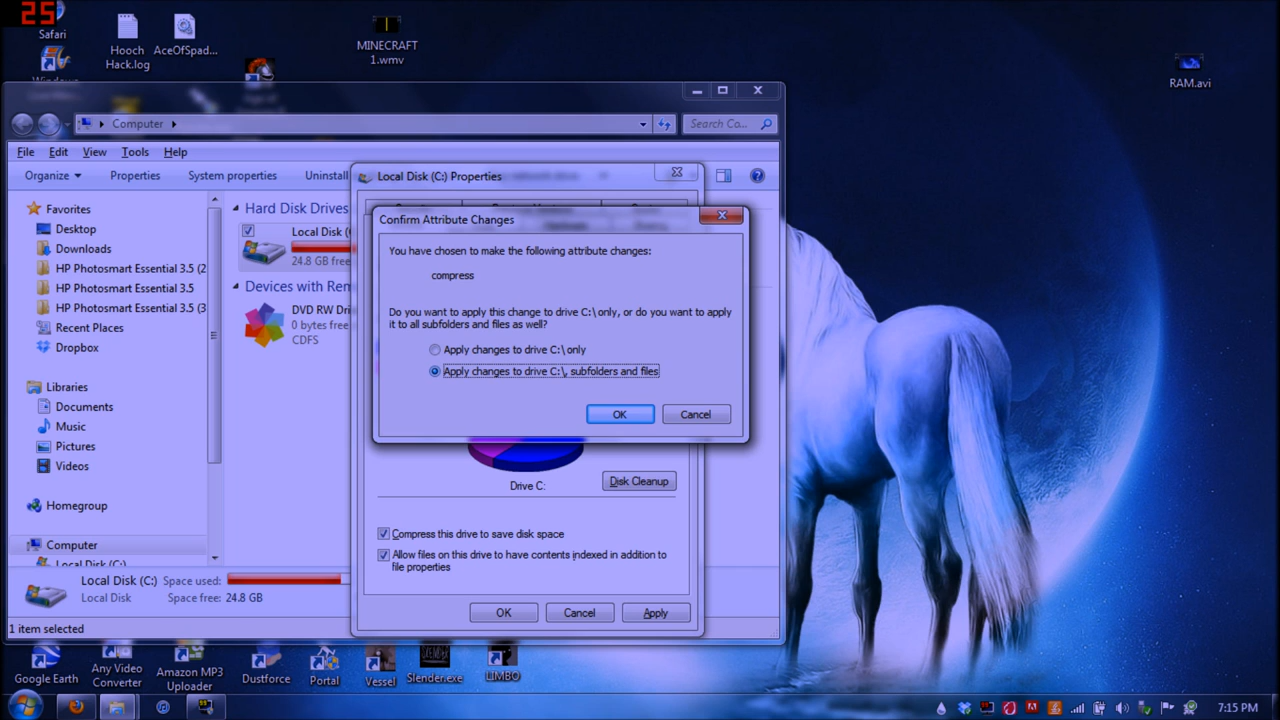 25
Safari
Hooch
Hack.log
AceOfSpad...
MINECRAFT
1.wmv
RAM.avi
Computer
Search Co...
File Edit View Tools Help
Organize Properties System properties Uninstall
Local Disk (C:) Properties
Favorites
Desktop
Downloads
HP Photosmart Essential 3.5 (2
HP Photosmart Essential 3.5
HP Photosmart Essential 3.5 (3
Recent Places
Dropbox
Libraries
Documents
Music
Pictures
Videos
Homegroup
Computer
Local Disk (C:)
Hard Disk Drives
Local Disk (
24.8 GB free
Devices with Rem
DVD RW Dri
0 bytes free
CDFS
Confirm Attribute Changes
You have chosen to make the following attribute changes:
compress
Do you want to apply this change to drive C:\ only, or do you want to apply
it to all subfolders and files as well?
Apply changes to drive C:\ only
Apply changes to drive C:\, subfolders and files
OK Cancel
Drive C:
Disk Cleanup
Compress this drive to save disk space
Allow files on this drive to have contents indexed in addition to
file properties
OK Cancel Apply
Local Disk (C:) Space used:
Local Disk Space free: 24.8 GB
1 item selected
Google Earth
Any Video
Converter
Amazon MP3
Uploader
Dustforce
Portal
Vessel
Slender.exe
LIMBO
7:15 PM